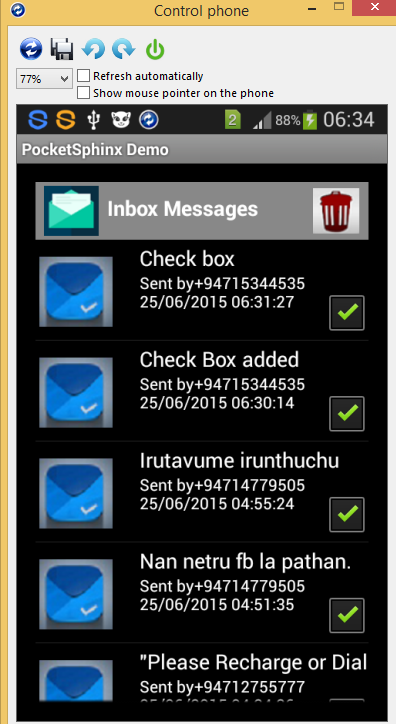 Control phone
77%
Refresh automatically
Show mouse pointer on the phone
2
88%
06:34
PocketSphinx Demo
Inbox Messages
Check box
Sent by+94715344535
25/06/2015 06:31:27
Check Box added
Sent by+94715344535
25/06/2015 06:30:14
Irutavume irunthuchu
Sent by+94714779505
25/06/2015 04:55:24
Nan netru fb la pathan.
Sent by+94714779505
25/06/2015 04:51:35
"Please Recharge or Dial
Sent by+94712755777